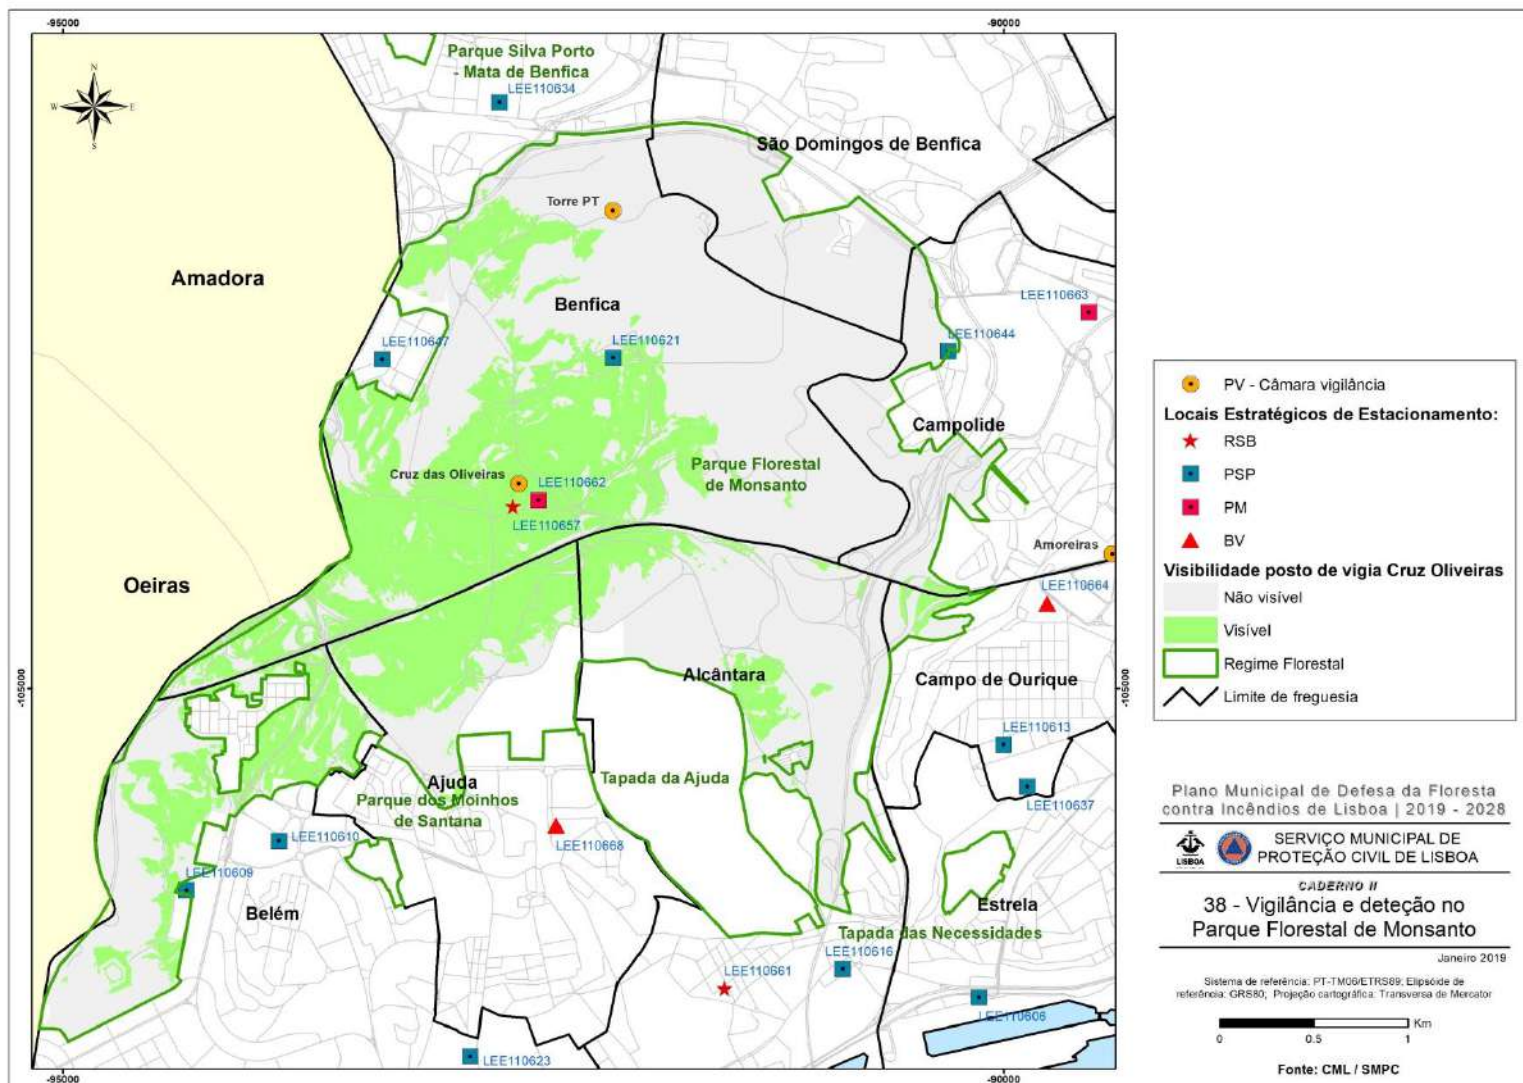 -95000
-90000
Parque Silva Porto
- Mata de Benfica
LEE110634
N
W
E
S
São Domingos de Benfica
Torre PT
Amadora
Benfica
LEE110663
LEE110647
LEE110621
LEE110644
Campolide
Parque Florestal
de Monsanto
Cruz das Oliveiras
LEE110662
LEE110657
Amoreiras
LEE110664
Oeiras
Alcântara
Campo de Ourique
-105000
-105000
LEE110613
Ajuda
Tapada da Ajuda
Parque dos Moinhos
de Santana
LEE110637
LEE110610
LEE110668
LEE110609
Belém
Estrela
Tapada das Necessidades
LEE110616
LEE110661
LEE110606
LEE110623
-95000
-90000
PV - Câmara vigilância
Locais Estratégicos de Estacionamento:
RSB
PSP
PM
BV
Visibilidade posto de vigia Cruz Oliveiras
Não visível
Visível
Regime Florestal
Limite de freguesia
Plano Municipal de Defesa da Floresta
contra Incêndios de Lisboa | 2019 - 2028
LISBOA
SERVIÇO MUNICIPAL DE
PROTEÇÃO CIVIL DE LISBOA
CADERNO II
38 - Vigilância e deteção no
Parque Florestal de Monsanto
Janeiro 2019
Sistema de referência: PT-TM06/ETRS89; Elipsóide de
referência: GRS80; Projeção cartográfica: Transversa de Mercator
Km
0
0.5
1
Fonte: CML / SMPC